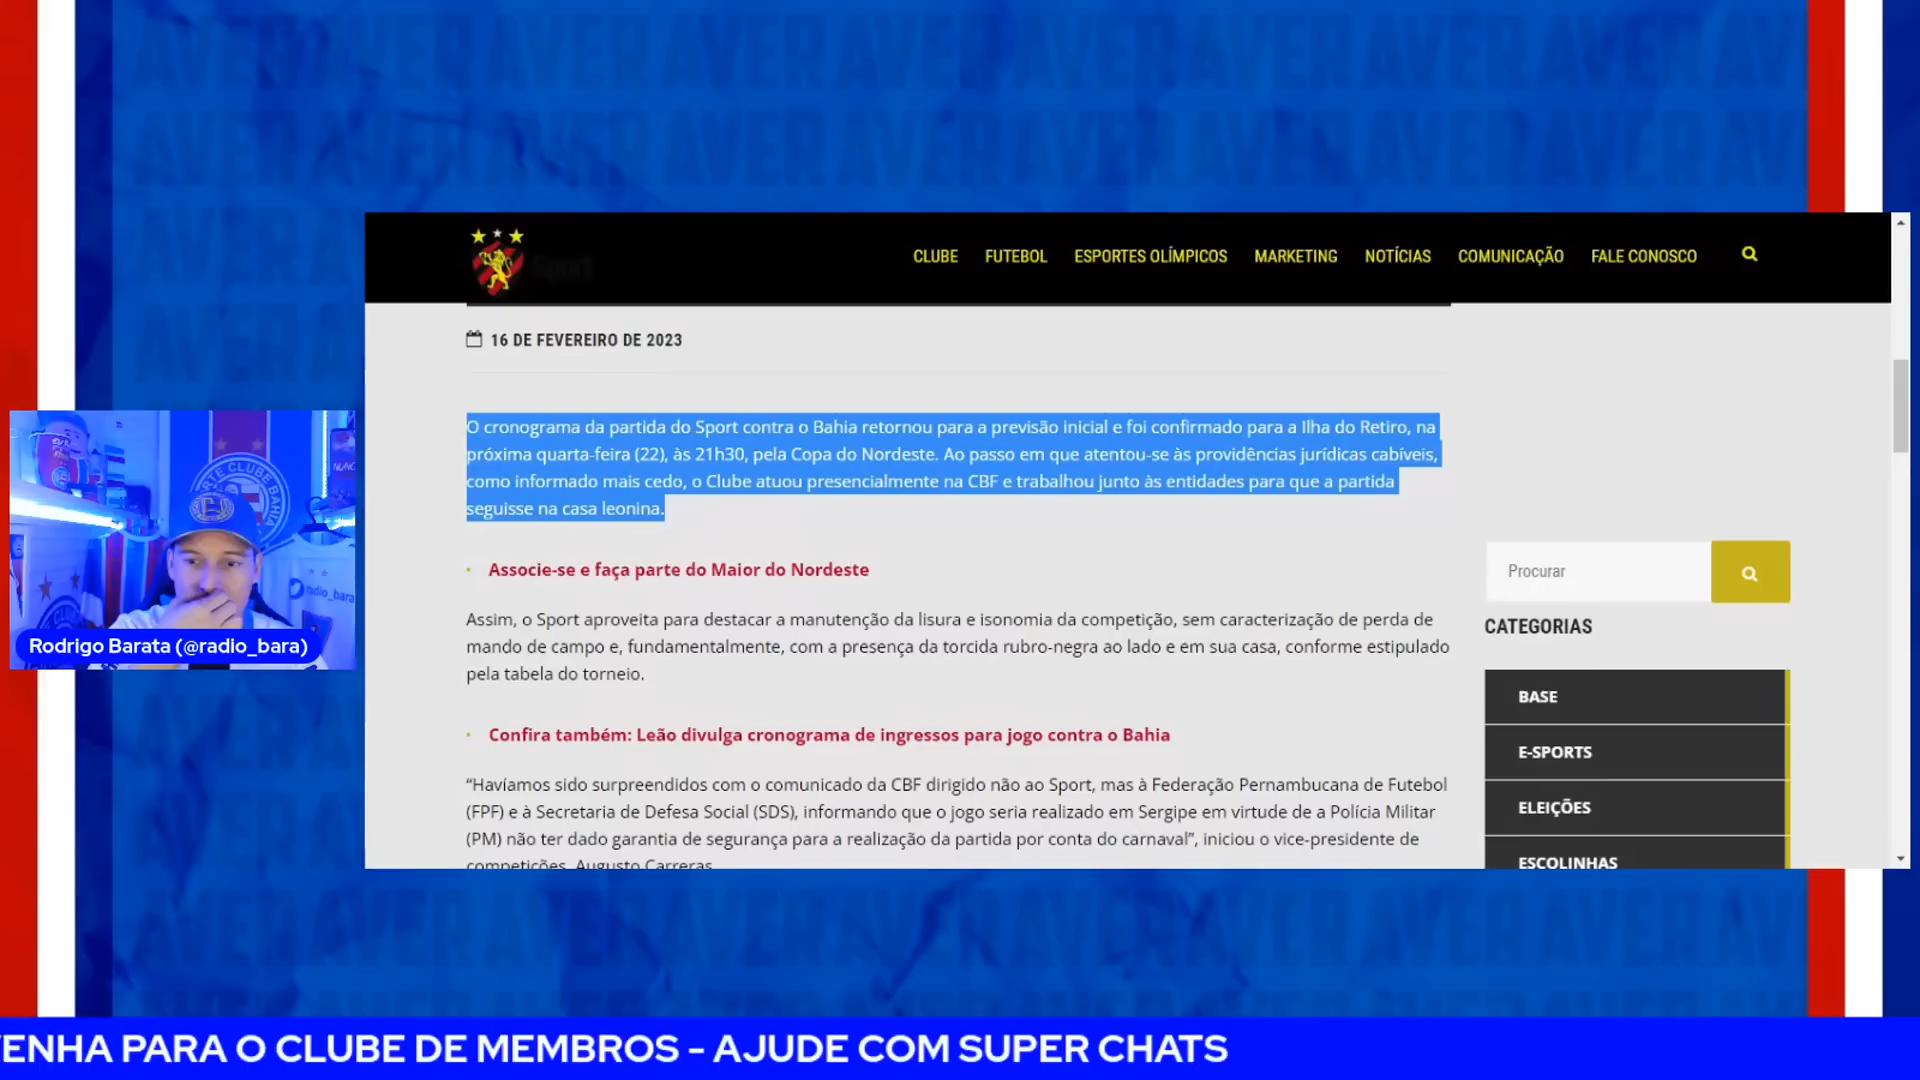 CLUBE FUTEBOL ESPORTES OLÍMPICOS MARKETING NOTÍCIAS COMUNICAÇÃO FALE CONOSCO
16 DE FEVEREIRO DE 2023
O cronograma da partida do Sport contra o Bahia retornou para a previsão inicial e foi confirmado para a Ilha do Retiro, na
próxima quarta-feira (22), às 21h30, pela Copa do Nordeste. Ao passo em que atentou-se às providências jurídicas cabíveis,
como informado mais cedo, o Clube atuou presencialmente na CBF e trabalhou junto às entidades para que a partida
seguisse na casa leonina.
Associe-se e faça parte do Maior do Nordeste
Assim, o Sport aproveita para destacar a manutenção da lisura e isonomia da competição, sem caracterização de perda de
mando de campo e, fundamentalmente, com a presença da torcida rubro-negra ao lado e em sua casa, conforme estipulado
pela tabela do torneio.
Confira também: Leão divulga cronograma de ingressos para jogo contra o Bahia
“Havíamos sido surpreendidos com o comunicado da CBF dirigido não ao Sport, mas à Federação Pernambucana de Futebol
(FPF) e à Secretaria de Defesa Social (SDS), informando que o jogo seria realizado em Sergipe em virtude de a Polícia Militar
(PM) não ter dado garantia de segurança para a realização da partida por conta do carnaval”, iniciou o vice-presidente de
competições, Augusto Carreras
Procurar
CATEGORIAS
BASE
E-SPORTS
ELEIÇÕES
ESCOLINHAS
Rodrigo Barata (@radio_bara)
VENHA PARA O CLUBE DE MEMBROS - AJUDE COM SUPER CHATS